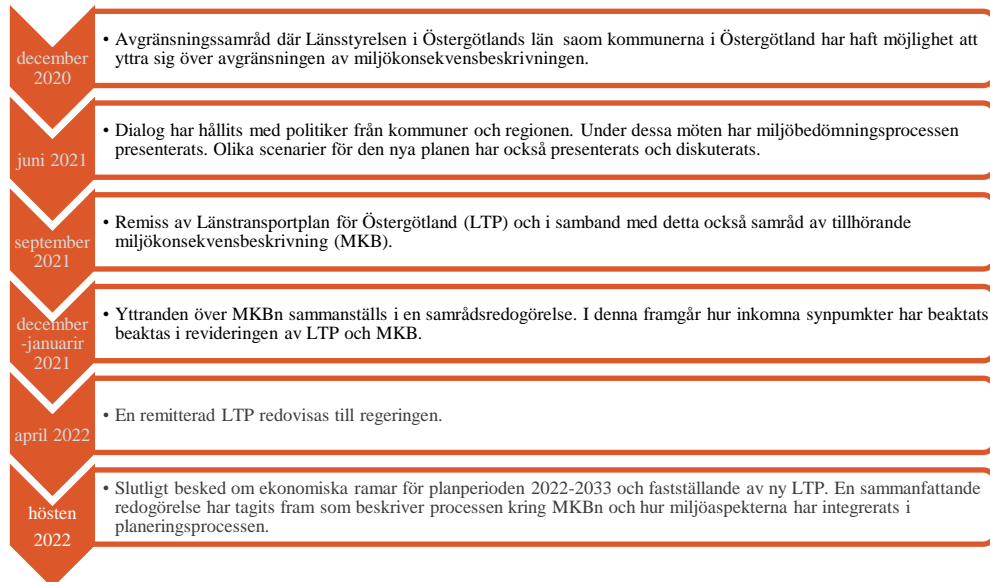 december
2020
• Avgränsningssamråd där Länsstyrelsen i Östergötlands län saom kommunerna i Östergötland har haft möjlighet att
yttra sig över avgränsningen av miljökonsekvensbeskrivningen.
juni 2021
• Dialog har hållits med politiker från kommuner och regionen. Under dessa möten har miljöbedömningsprocessen
presenterats. Olika scenarier för den nya planen har också presenterats och diskuterats.
september
2021
• Remiss av Länstransportplan för Östergötland (LTP) och i samband med detta också samråd av tillhörande
miljökonsekvensbeskrivning (MKB).
december
-januarir
2021
• Yttranden över MKBn sammanställs i en samrådsredogörelse. I denna framgår hur inkomna synpumkter har beaktats
beaktas i revideringen av LTP och MKB.
april 2022
• En remitterad LTP redovisas till regeringen.
hösten
2022
• Slutligt besked om ekonomiska ramar för planperioden 2022-2033 och fastställande av ny LTP. En sammanfattande
redogörelse har tagits fram som beskriver processen kring MKBn och hur miljöaspekterna har integrerats i
planeringsprocessen.